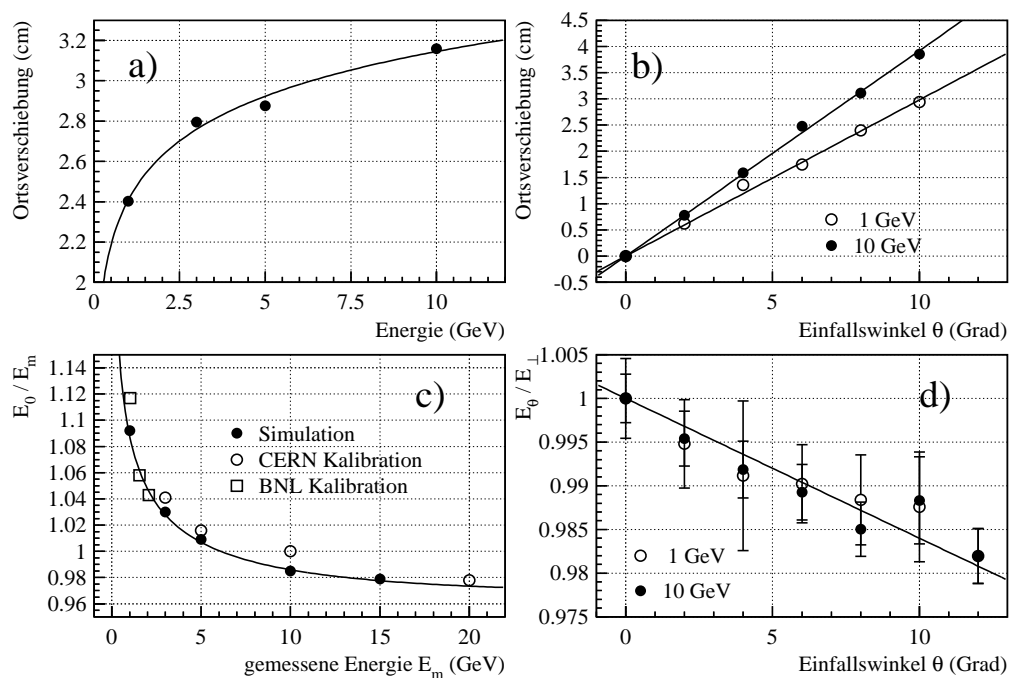 Ortsverschiebung (cm)
a)
3.2
3
2.8
2.6
2.4
2.2
2
0
2.5
5
7.5
10
Energie (GeV)
Ortsverschiebung (cm)
b)
4.5
4
3.5
3
2.5
2
1.5
1
0.5
0
-0.5
1 GeV
10 GeV
0
5
10
Einfallswinkel θ (Grad)
E_0 / E_m
c)
1.14
1.12
1.1
1.08
1.06
1.04
1.02
1
0.98
0.96
Simulation
CERN Kalibration
BNL Kalibration
0
5
10
15
20
gemessene Energie E_m (GeV)
E_θ / E_⊥
d)
1.005
1
0.995
0.99
0.985
0.98
0.975
1 GeV
10 GeV
0
5
10
Einfallswinkel θ (Grad)